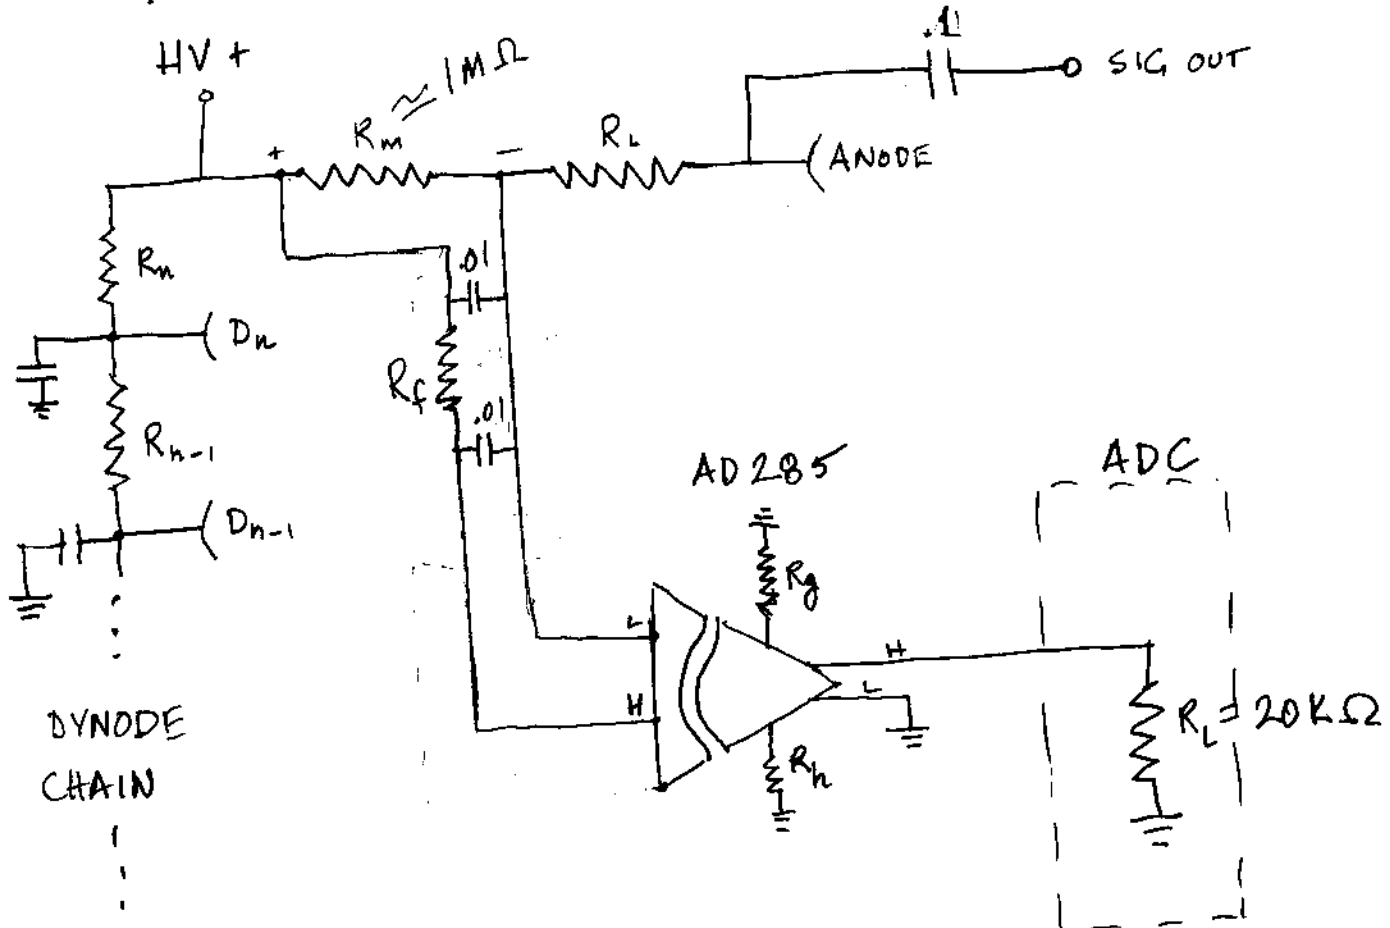 HV +
Rm ≈ 1MΩ
RL
.1
SIG OUT
+
−
(ANODE
Rn
.01
Dn
Rf
.01
Rn-1
AD285
ADC
Dn-1
Rg
L
H
H
L
RL = 20KΩ
Rh
DYNODE
CHAIN